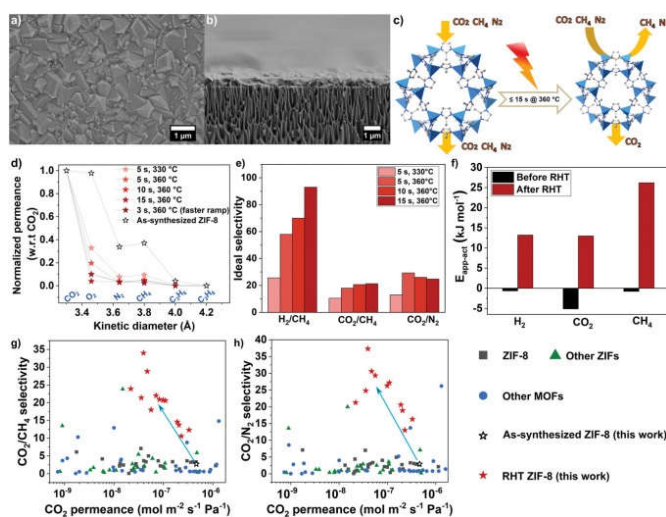 a)
1 μm
b)
1 μm
c)
CO2 CH4 N2
≤ 15 s @ 360 °C
CO2 CH4 N2
CO2 CH4 N2
CH4 N
CO2
d)
Normalized permeance
(w.r.t CO2)
1.0
0.8
0.6
0.4
0.2
0.0
5 s, 330 °C
5 s, 360 °C
10 s, 360 °C
15 s, 360 °C
3 s, 360 °C (faster ramp)
As-synthesized ZIF-8
CO2 O2 N2 CH4 C2H4 C3H6
3.4 3.6 3.8 4.0 4.2
Kinetic diameter (Å)
e)
Ideal selectivity
100
80
60
40
20
0
5 s, 330°C
5 s, 360°C
10 s, 360°C
15 s, 360°C
H2/CH4 CO2/CH4 CO2/N2
f)
Eapp-act (kJ mol-1)
30
25
20
15
10
5
0
-5
Before RHT
After RHT
H2 CO2 CH4
g)
CO2/CH4 selectivity
40
35
30
25
20
15
10
5
0
10-9 10-8 10-7 10-6
CO2 permeance (mol m-2 s-1 Pa-1)
h)
CO2/N2 selectivity
40
35
30
25
20
15
10
5
0
10-9 10-8 10-7 10-6
CO2 permeance (mol m-2 s-1 Pa-1)
ZIF-8 Other ZIFs
Other MOFs
As-synthesized ZIF-8 (this work)
RHT ZIF-8 (this work)